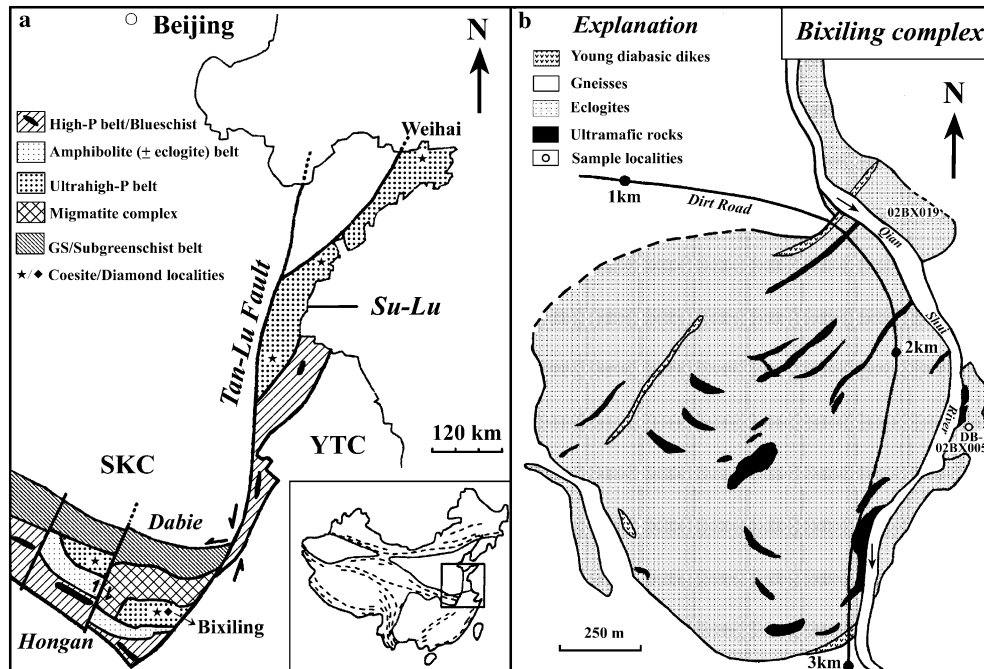 a
Beijing
N
High-P belt/Blueschist
Amphibolite (± eclogite) belt
Ultrahigh-P belt
Migmatite complex
GS/Subgreenschist belt
★/◆ Coesite/Diamond localities
Weihai
Tan-Lu Fault
Su-Lu
YTC
120 km
SKC
Dabie
Hongan
Bixiling
b
Explanation
Young diabasic dikes
Gneisses
Eclogites
Ultramafic rocks
Sample localities
Bixiling complex
N
1km
Dirt Road
02BX019
Qian
Shui
River
2km
DB-
02BX005
250 m
3km